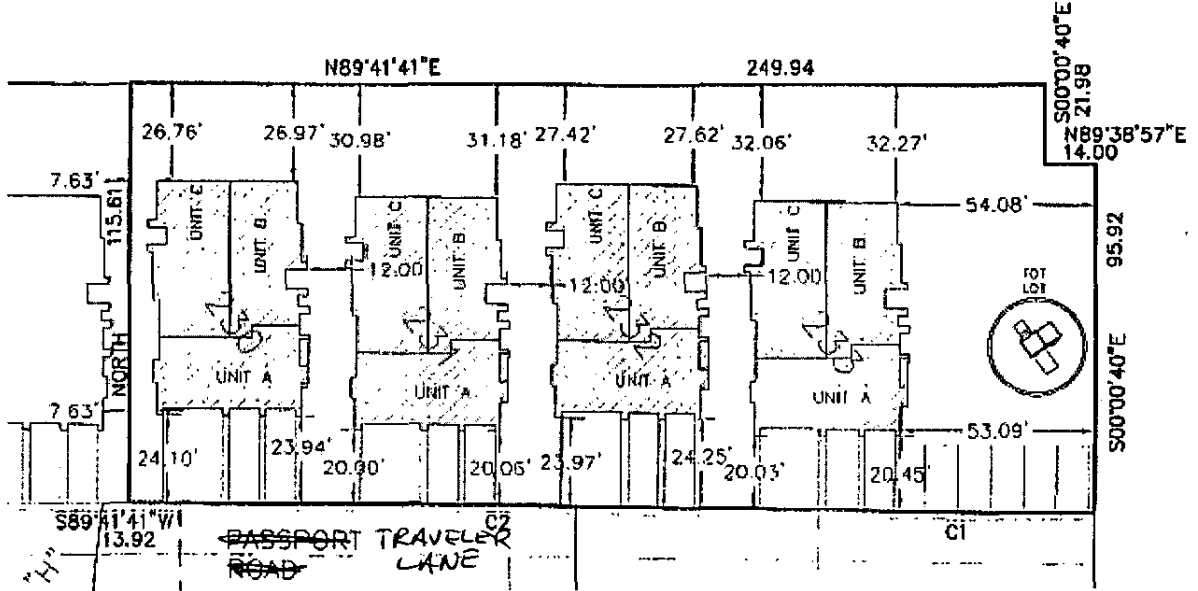 N89°41'41"E
249.94
S00°00'40"E
21.98
N89°38'57"E
14.00
26.76'
26.97'
30.98'
31.18'
27.42'
27.62'
32.06'
32.27'
7.63'
115.61
NORTH
54.08'
95.92
S00°00'40"E
UNIT C
UNIT B
UNIT A
12.00
UNIT C
UNIT B
UNIT A
12.00
UNIT C
UNIT B
UNIT A
12.00
UNIT C
UNIT B
UNIT A
TOT
LOT
7.63'
24.10'
23.94'
20.00'
20.06'
23.97'
24.25'
20.03'
20.45'
53.09'
S89°41'41"W
13.92
C2
C1
PASSPORT TRAVELER
ROAD LANE
"H"